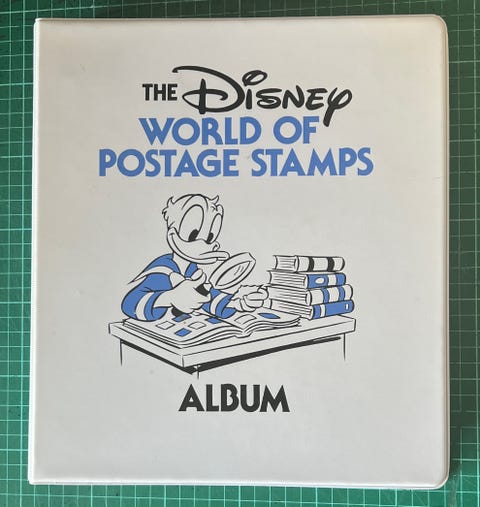 THE Disney
WORLD OF
POSTAGE STAMPS
ALBUM